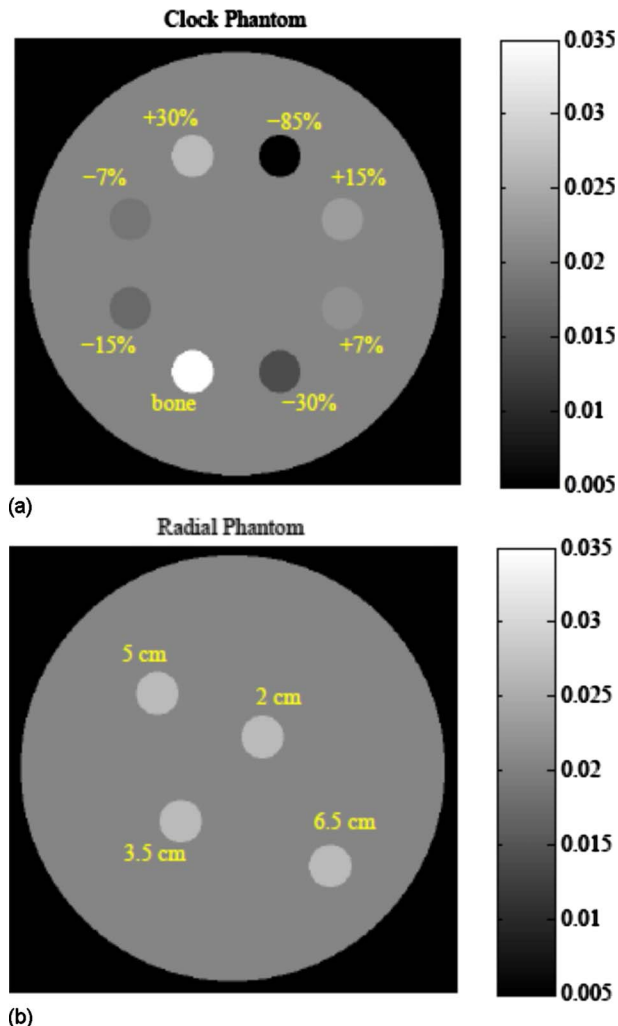 Clock Phantom
+30%
−85%
−7%
+15%
−15%
+7%
bone
−30%
0.035
0.03
0.025
0.02
0.015
0.01
0.005
(a)
Radial Phantom
5 cm
2 cm
3.5 cm
6.5 cm
0.035
0.03
0.025
0.02
0.015
0.01
0.005
(b)